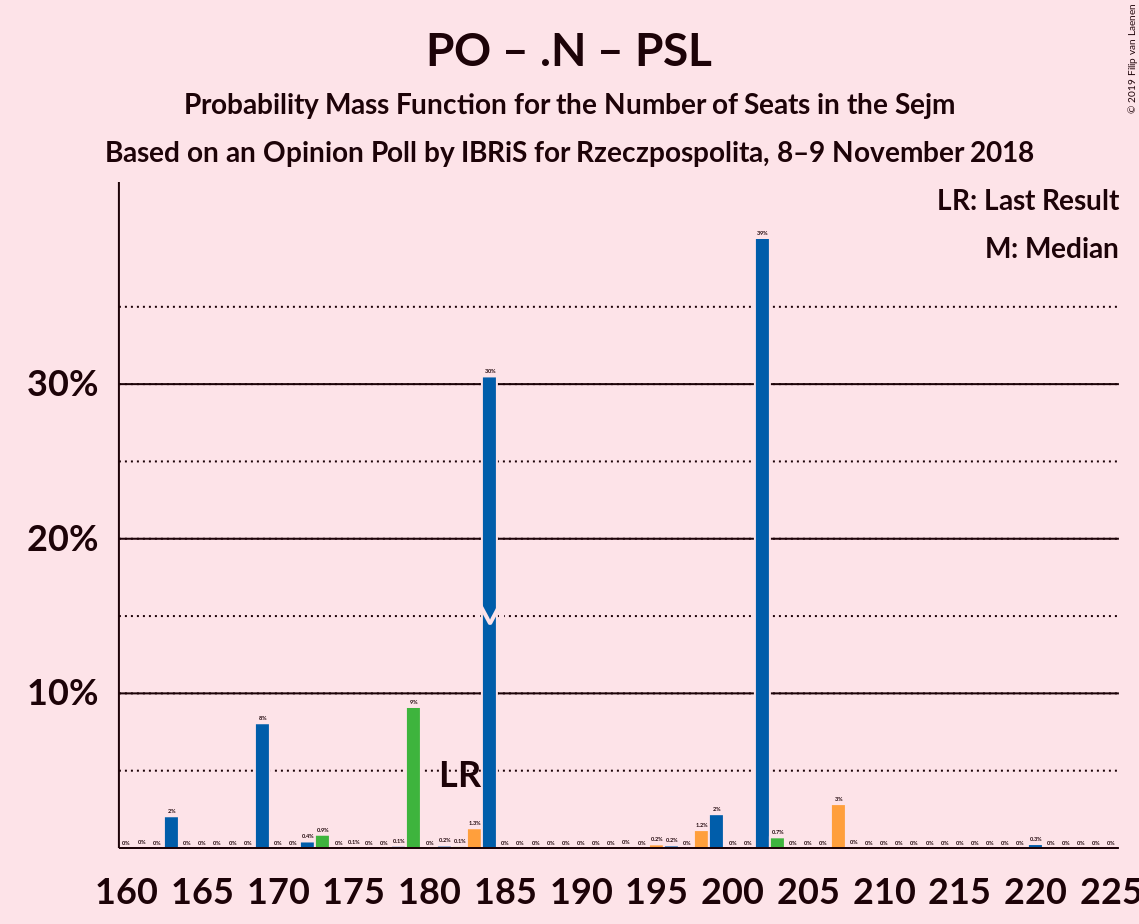 © 2019 Filip van Laenen
PO – .N – PSL
Probability Mass Function for the Number of Seats in the Sejm
Based on an Opinion Poll by IBRiS for Rzeczpospolita, 8–9 November 2018
LR: Last Result
M: Median
30%
20%
10%
39%
30%
9%
8%
2%
0.4%
0.9%
0.1%
0.1%
LR
0.2%
0.1%
1.3%
0.2%
0.2%
1.2%
2%
0.7%
3%
0.3%
160 165 170 175 180 185 190 195 200 205 210 215 220 225